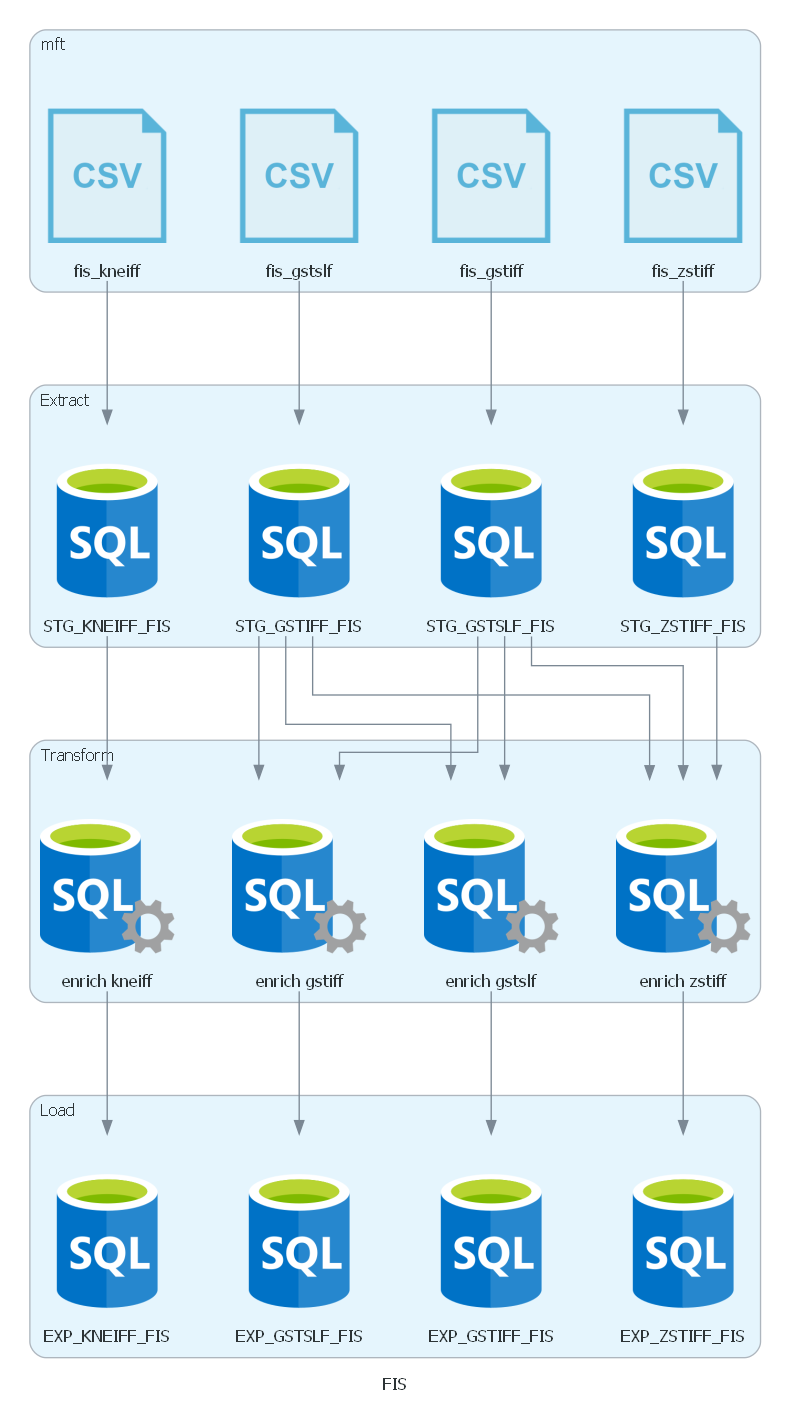 mft
CSV CSV CSV CSV
fis_kneiff fis_gstslf fis_gstiff fis_zstiff
Extract
SQL SQL SQL SQL
STG_KNEIFF_FIS STG_GSTIFF_FIS STG_GSTSLF_FIS STG_ZSTIFF_FIS
Transform
SQL SQL SQL SQL
enrich kneiff enrich gstiff enrich gstslf enrich zstiff
Load
SQL SQL SQL SQL
EXP_KNEIFF_FIS EXP_GSTSLF_FIS EXP_GSTIFF_FIS EXP_ZSTIFF_FIS
FIS